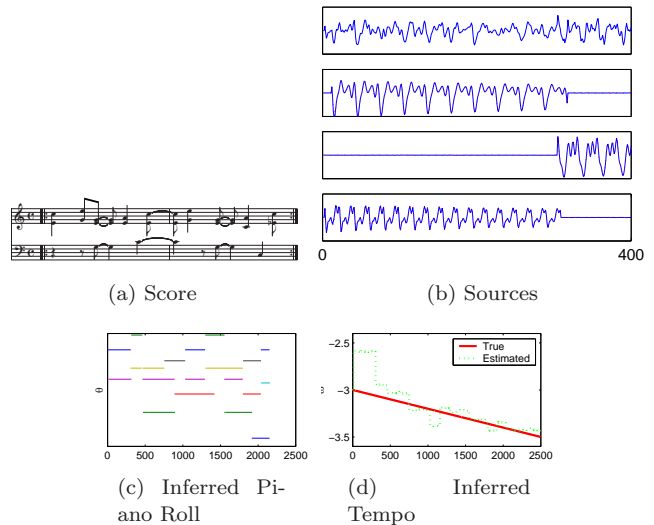 0
400
(a) Score
(b) Sources
θ
0
500
1000
1500
2000
2500
(c) Inferred Pi-
ano Roll
−2.5
−3
−3.5
True
Estimated
0
500
1000
1500
2000
2500
(d) Inferred
Tempo